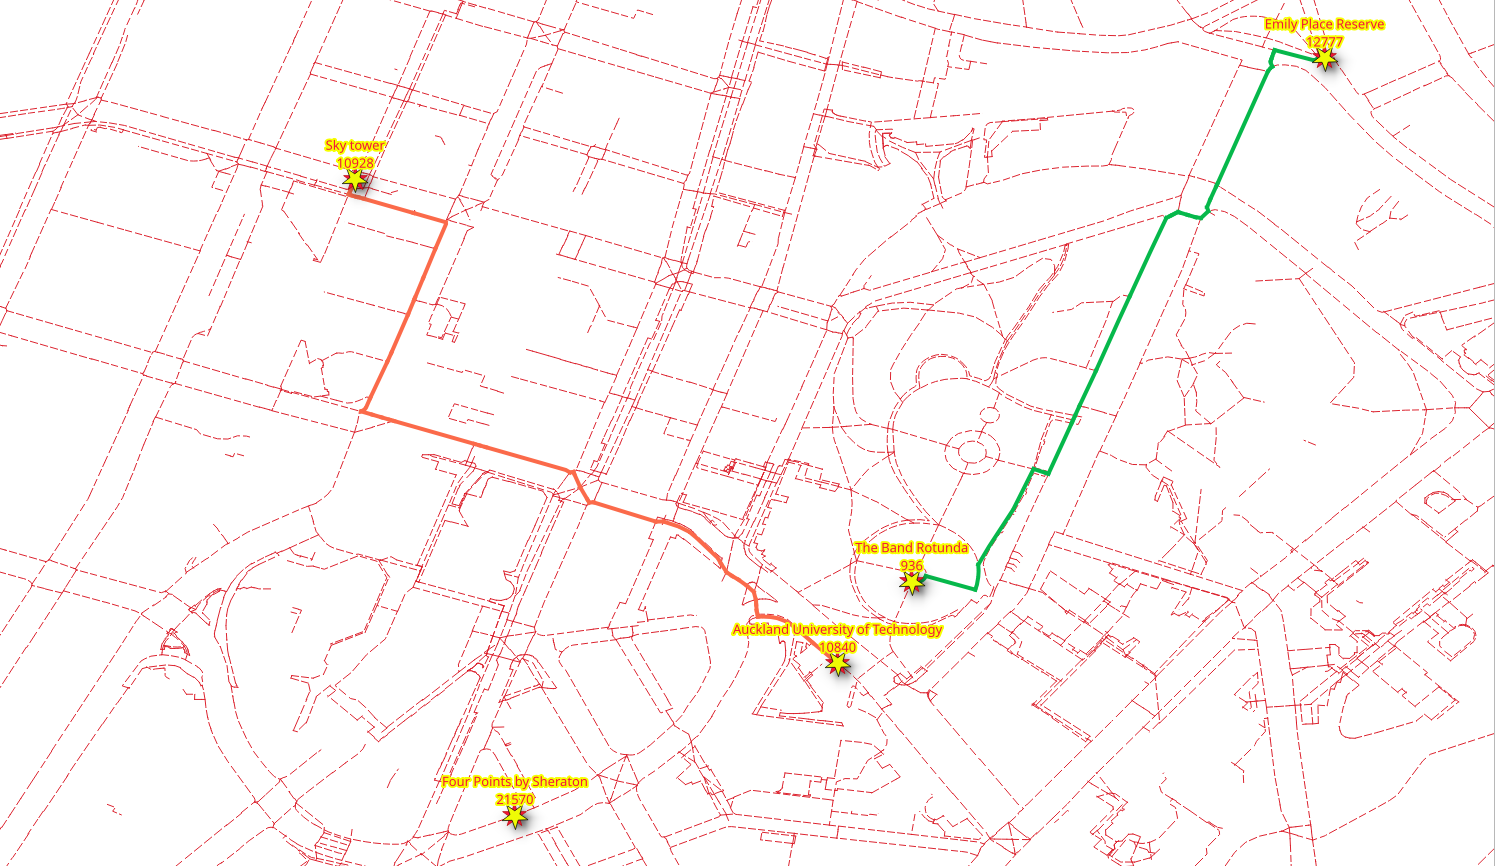 Emily Place Reserve
12777
Sky tower
10928
The Band Rotunda
936
Auckland University of Technology
10840
Four Points by Sheraton
21570